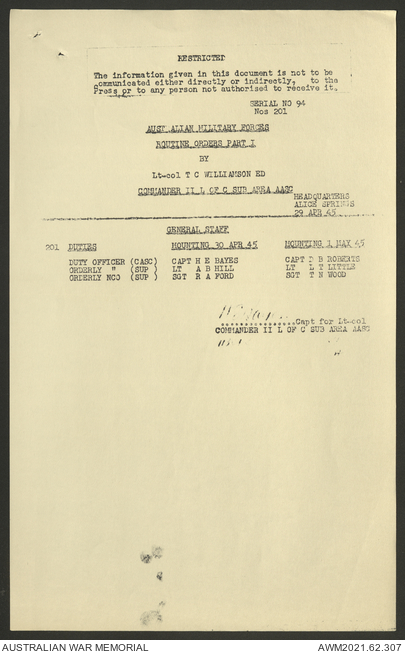 RESTRICTED
The information given in this document is not to be
communicated either directly or indirectly, to the
Press or to any person not authorised to receive it.
SERIAL NO 94
Nos 201
AUSTRALIAN MILITARY FORCES
ROUTINE ORDERS PART I
BY
Lt-col T C WILLIAMSON ED
COMMANDER II L OF C SUB AREA AASC
HEADQUARTERS
ALICE SPRINGS
29 APR 45
GENERAL STAFF
201 DUTIES MOUNTING 30 APR 45 MOUNTING 1 MAY 45
DUTY OFFICER (CASC) CAPT H E BAYES CAPT D B ROBERTS
ORDERLY " (SUP ) LT A B HILL LT L T LITTLE
ORDERLY NCO (SUP ) SGT R A FORD SGT T N WOOD
Capt for Lt-col
COMMANDER II L OF C SUB AREA AASC
AUSTRALIAN WAR MEMORIAL AWM2021.62.307